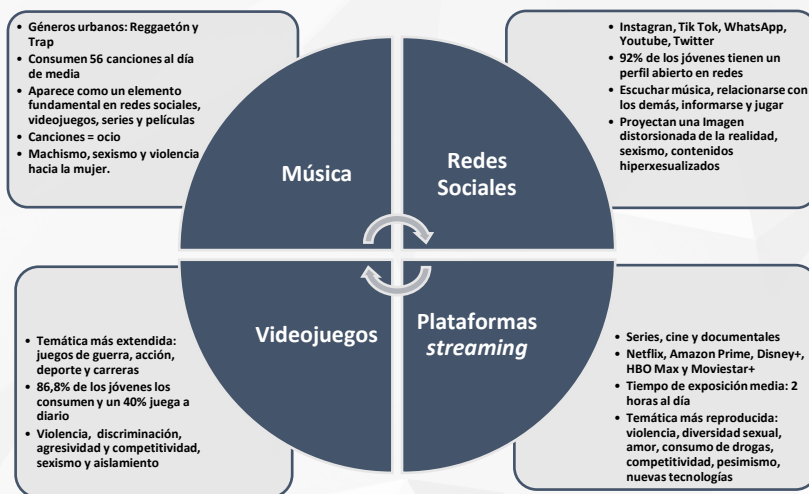 • Géneros urbanos: Reggaetón y
Trap
• Consumen 56 canciones al día
de media
• Aparece como un elemento
fundamental en redes sociales,
videojuegos, series y películas
• Canciones = ocio
• Machismo, sexismo y violencia
hacia la mujer.
Música
• Instagran, Tik Tok, WhatsApp,
Youtube, Twitter
• 92% de los jóvenes tienen un
perfil abierto en redes
• Escuchar música, relacionarse con
los demás, informarse y jugar
• Proyectan una Imagen
distorsionada de la realidad,
sexismo, contenidos
hiperxesualizados
Redes
Sociales
• Temática más extendida:
juegos de guerra, acción,
deporte y carreras
• 86,8% de los jóvenes los
consumen y un 40% juega a
diario
• Violencia, discriminación,
agresividad y competitividad,
sexismo y aislamiento
Videojuegos
Plataformas
streaming
• Series, cine y documentales
• Netflix, Amazon Prime, Disney+,
HBO Max y Moviestar+
• Tiempo de exposición media: 2
horas al día
• Temática más reproducida:
violencia, diversidad sexual,
amor, consumo de drogas,
competitividad, pesimismo,
nuevas tecnologías